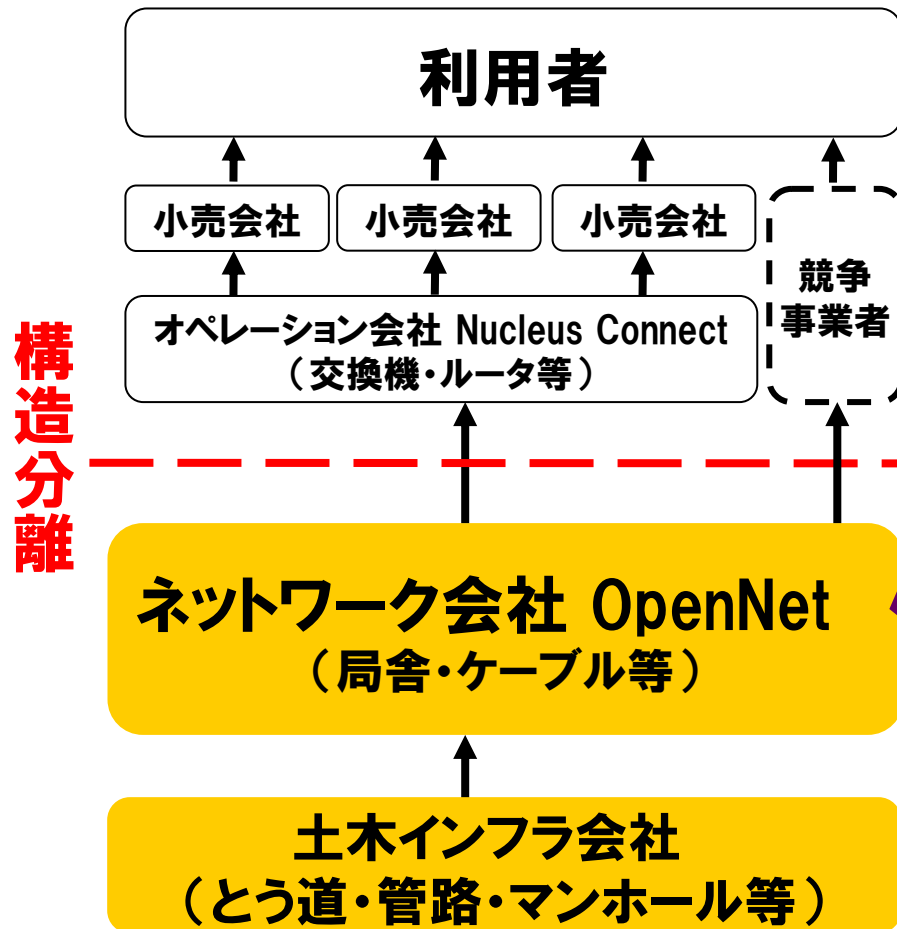 利用者
小売会社
小売会社
小売会社
競争
事業者
オペレーション会社 Nucleus Connect
（交換機・ルータ等）
構造分離
ネットワーク会社 OpenNet
（局舎・ケーブル等）
土木インフラ会社
（とう道・管路・マンホール等）